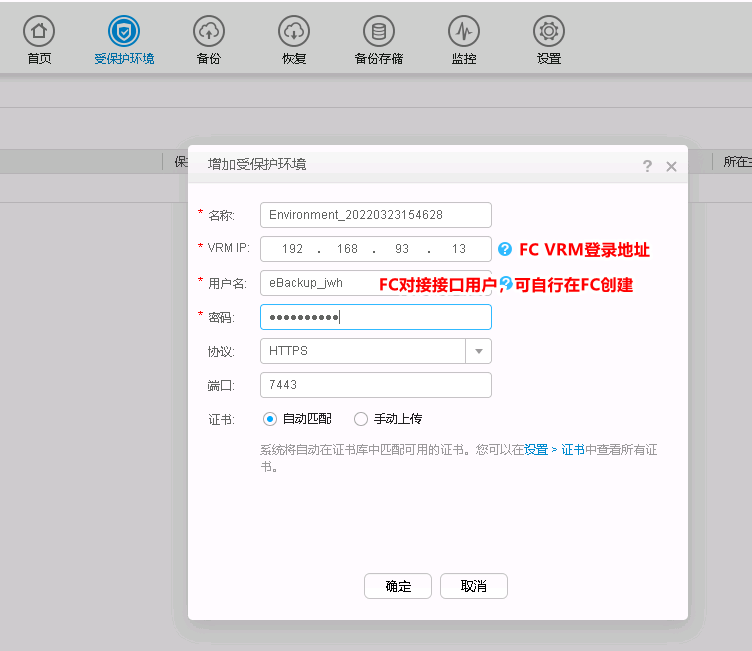 首页 受保护环境 备份 恢复 备份存储 监控 设置
保 所在主
增加受保护环境 ? ×
* 名称: Environment_20220323154628
* VRM IP: 192 . 168 . 93 . 13 ? FC VRM登录地址
* 用户名: eBackup_jwh FC对接接口用户，?可自行在FC创建
* 密码: ●●●●●●●●●●
协议: HTTPS
端口: 7443
证书: 自动匹配 手动上传
系统将自动在证书库中匹配可用的证书。您可以在设置 > 证书中查看所有证
书。
确定 取消